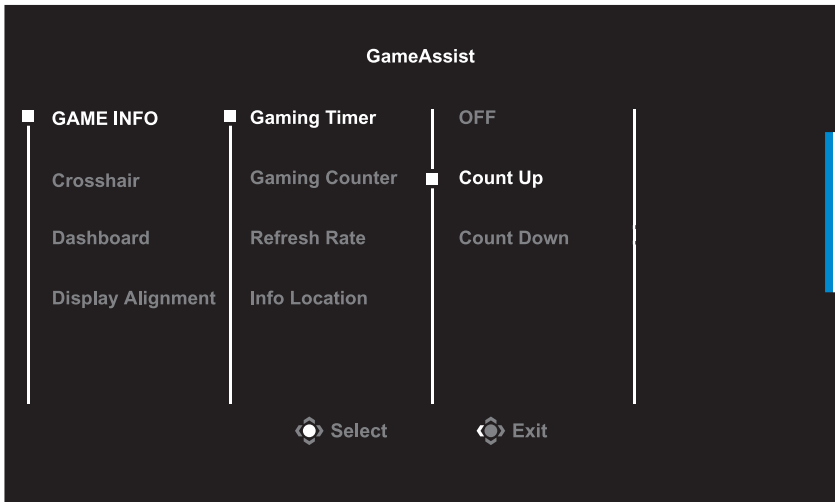 GameAssist
GAME INFO
Crosshair
Dashboard
Display Alignment
Gaming Timer
Gaming Counter
Refresh Rate
Info Location
OFF
Count Up
Count Down
Select
Exit